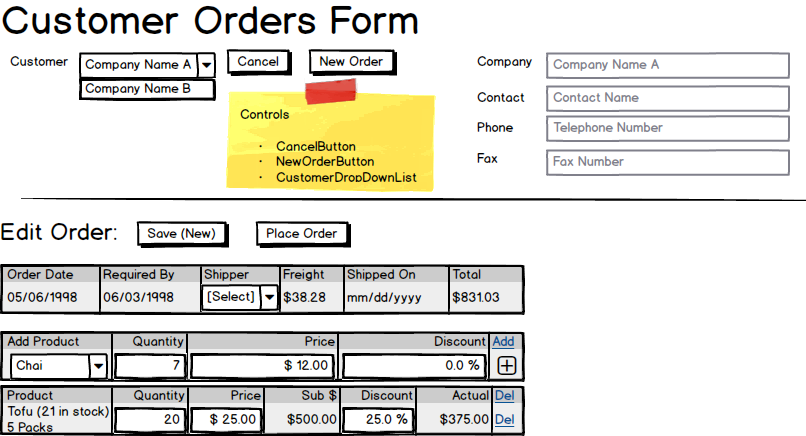 Customer Orders Form
Customer
Company Name A
Company Name B
Cancel
New Order
Controls
· CancelButton
· NewOrderButton
· CustomerDropDownList
Company
Company Name A
Contact
Contact Name
Phone
Telephone Number
Fax
Fax Number
Edit Order:
Save (New)
Place Order
Order Date Required By Shipper Freight Shipped On Total
05/06/1998 06/03/1998 [Select] $38.28 mm/dd/yyyy $831.03
Add Product Quantity Price Discount Add
Chai 7 $ 12.00 0.0 %
Product Quantity Price Sub $ Discount Actual Del
Tofu (21 in stock) 20 $ 25.00 $500.00 25.0 % $375.00 Del
5 Packs